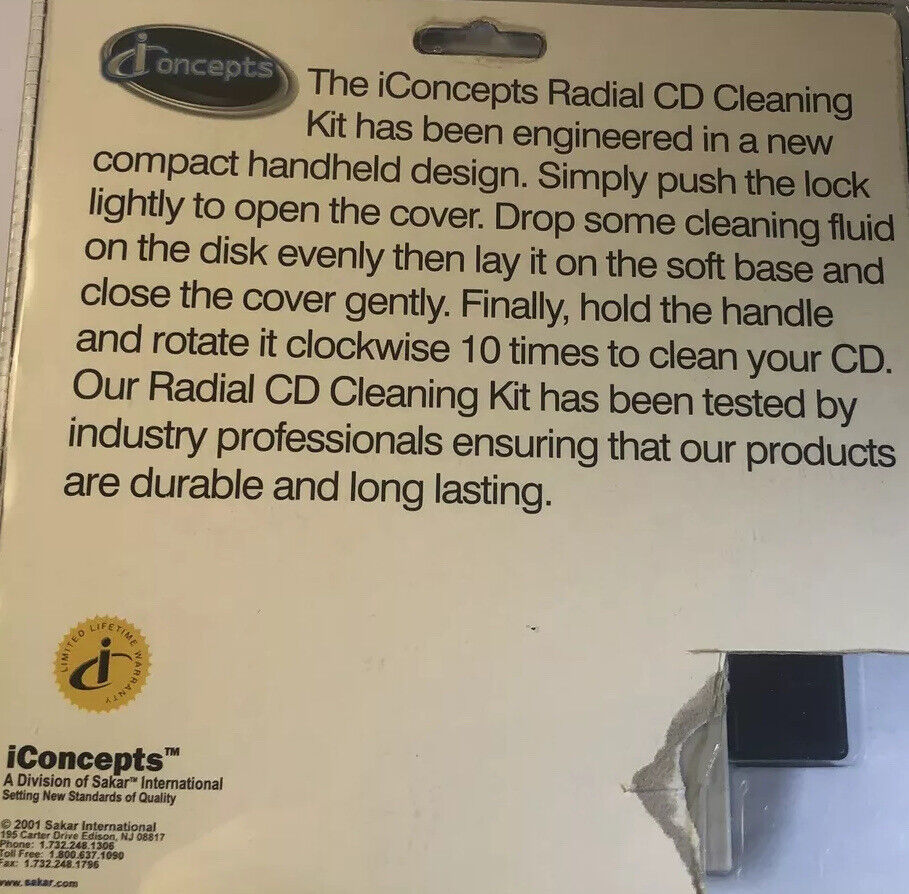 iConcepts
The iConcepts Radial CD Cleaning
Kit has been engineered in a new
compact handheld design. Simply push the lock
lightly to open the cover. Drop some cleaning fluid
on the disk evenly then lay it on the soft base and
close the cover gently. Finally, hold the handle
and rotate it clockwise 10 times to clean your CD.
Our Radial CD Cleaning Kit has been tested by
industry professionals ensuring that our products
are durable and long lasting.
LIMITED LIFETIME WARRANTY
i
iConcepts™
A Division of Sakar™ International
Setting New Standards of Quality
© 2001 Sakar International
195 Carter Drive Edison, NJ 08817
Phone: 1.732.248.1306
Toll Free: 1.800.637.1090
Fax: 1.732.248.1796
www.sakar.com